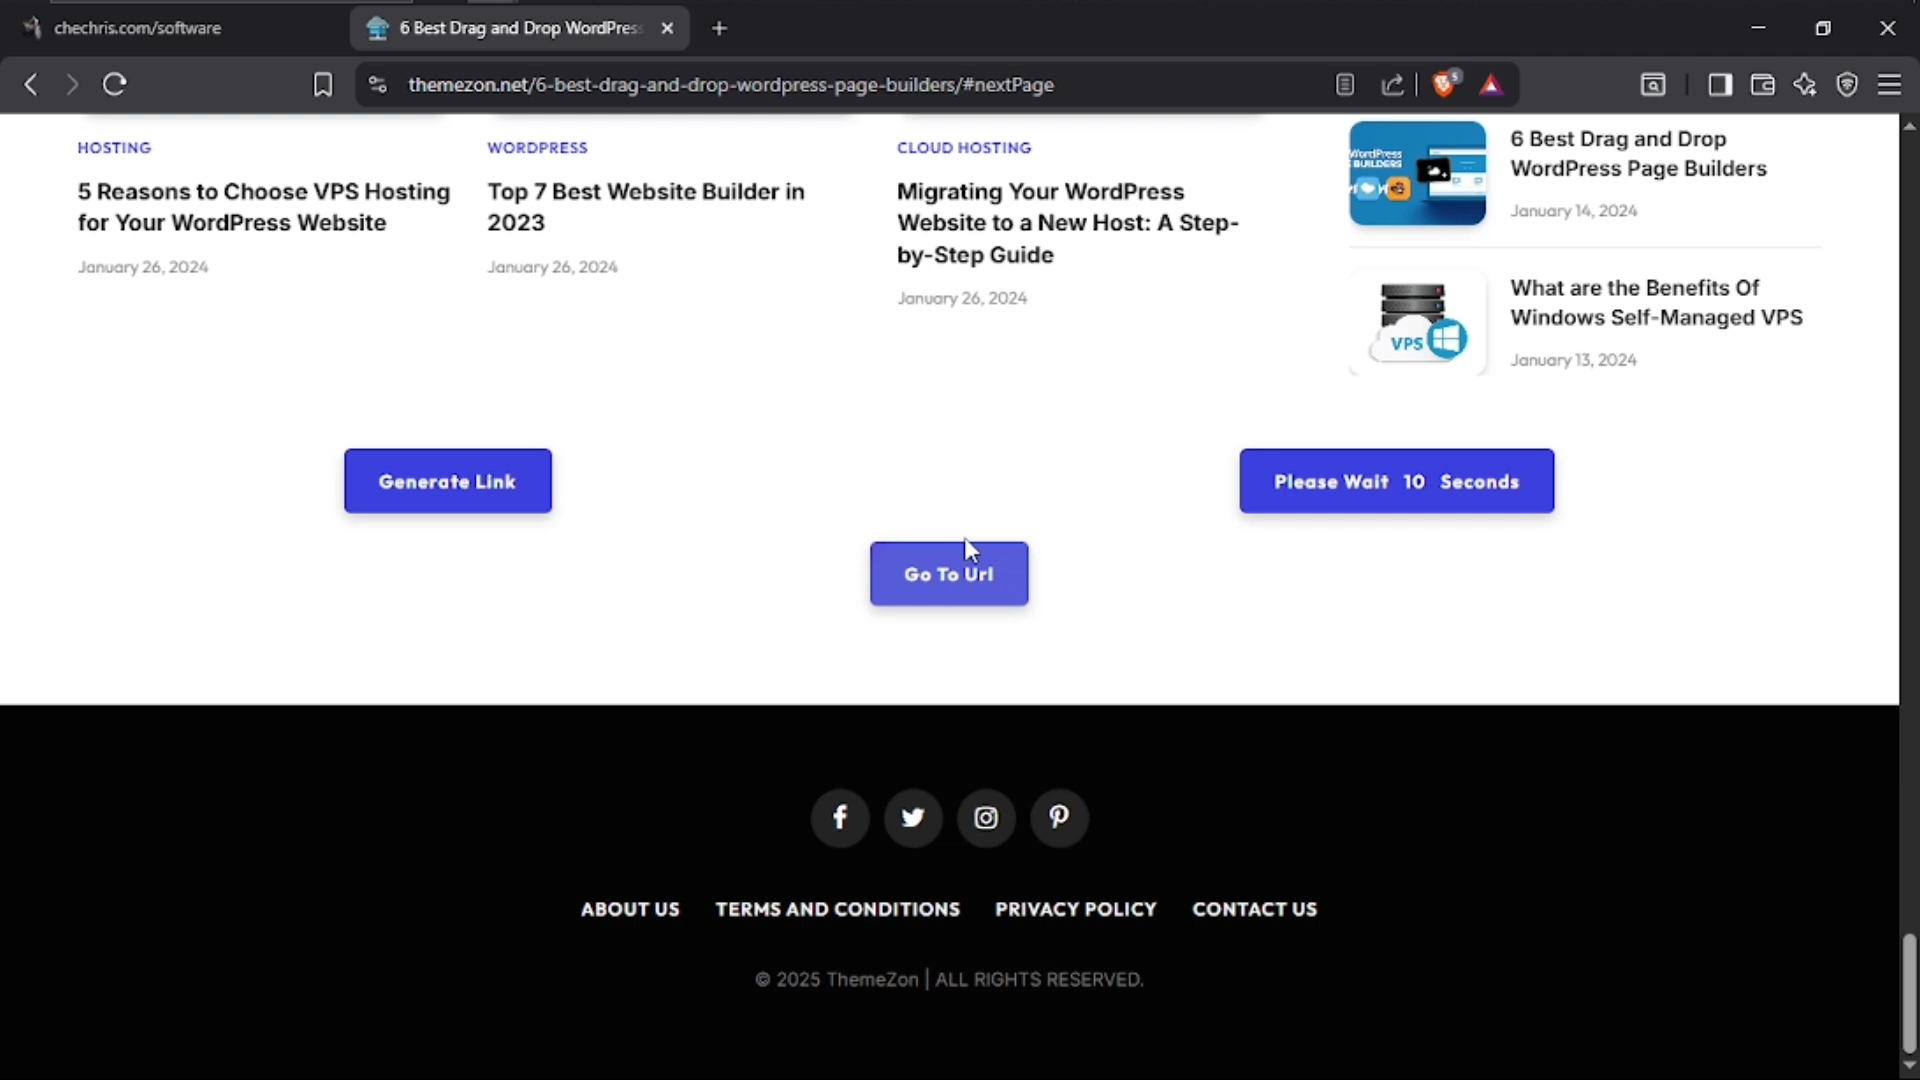 chechris.com/software
6 Best Drag and Drop WordPres
themezon.net/6-best-drag-and-drop-wordpress-page-builders/#nextPage
5
HOSTING
5 Reasons to Choose VPS Hosting
for Your WordPress Website
January 26, 2024
WORDPRESS
Top 7 Best Website Builder in
2023
January 26, 2024
CLOUD HOSTING
Migrating Your WordPress
Website to a New Host: A Step-
by-Step Guide
January 26, 2024
WordPress
BUILDERS
6 Best Drag and Drop
WordPress Page Builders
January 14, 2024
VPS
What are the Benefits Of
Windows Self-Managed VPS
January 13, 2024
Generate Link
Please Wait 10 Seconds
Go To Url
ABOUT US TERMS AND CONDITIONS PRIVACY POLICY CONTACT US
© 2025 ThemeZon | ALL RIGHTS RESERVED.